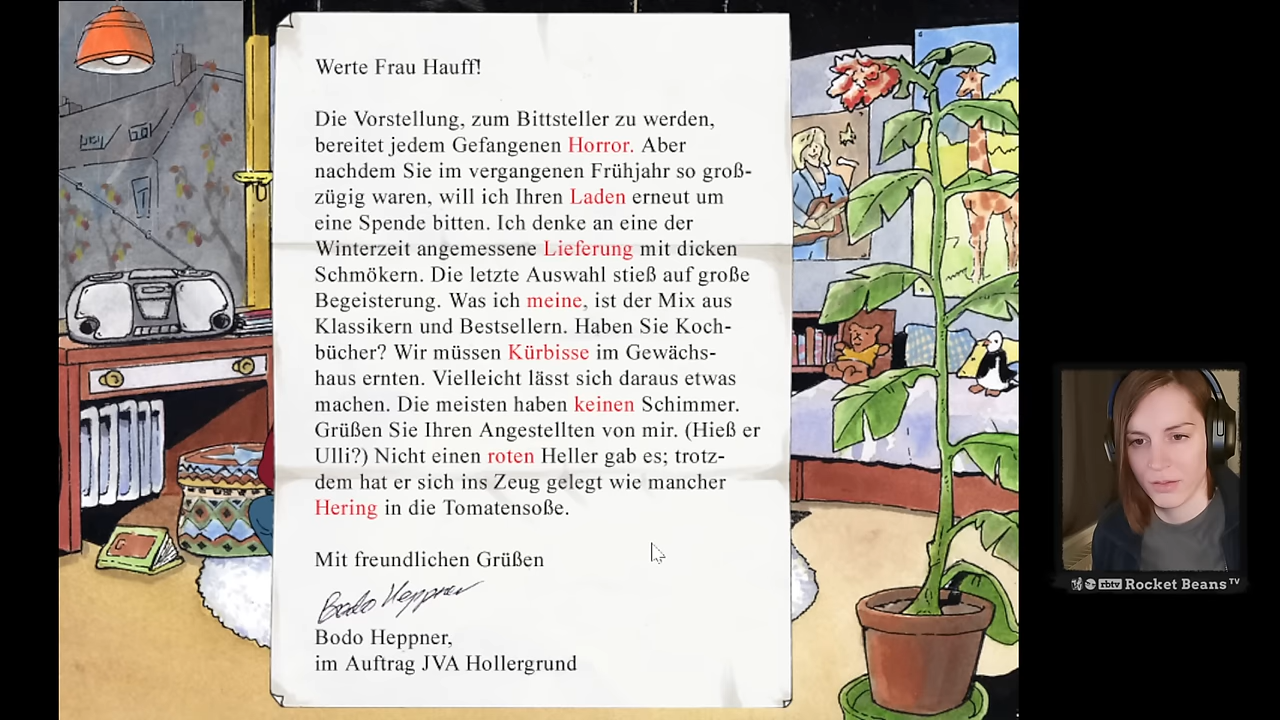 Werte Frau Hauff!
Die Vorstellung, zum Bittsteller zu werden,
bereitet jedem Gefangenen Horror. Aber
nachdem Sie im vergangenen Frühjahr so groß-
zügig waren, will ich Ihren Laden erneut um
eine Spende bitten. Ich denke an eine der
Winterzeit angemessene Lieferung mit dicken
Schmökern. Die letzte Auswahl stieß auf große
Begeisterung. Was ich meine, ist der Mix aus
Klassikern und Bestsellern. Haben Sie Koch-
bücher? Wir müssen Kürbisse im Gewächs-
haus ernten. Vielleicht lässt sich daraus etwas
machen. Die meisten haben keinen Schimmer.
Grüßen Sie Ihren Angestellten von mir. (Hieß er
Ulli?) Nicht einen roten Heller gab es; trotz-
dem hat er sich ins Zeug gelegt wie mancher
Hering in die Tomatensoße.
Mit freundlichen Grüßen
Bodo Heppner
Bodo Heppner,
im Auftrag JVA Hollergrund
rbtv Rocket Beans TV